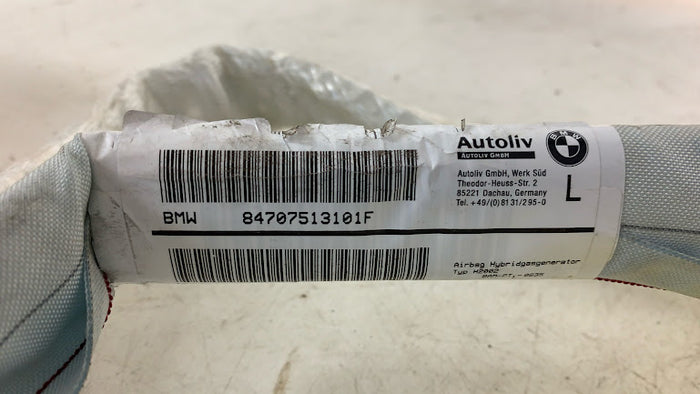 Autoliv
AUTOLIV GMBH
BMW
Autoliv GmbH, Werk Süd
Theodor-Heuss-Str. 2
85221 Dachau, Germany
Tel. +49/(0)8131/295-0
L
BMW 84707513101F
Airbag Hybridgasgenerator
Typ H2002